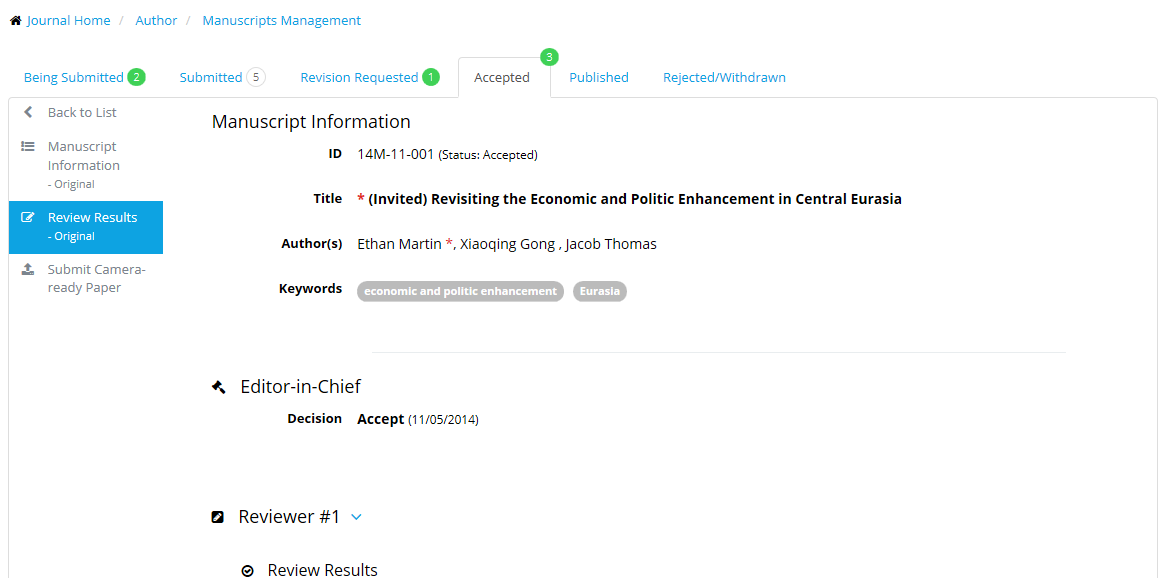 Journal Home / Author / Manuscripts Management
Being Submitted 2 Submitted 5 Revision Requested 1 Accepted 3 Published Rejected/Withdrawn
Back to List
Manuscript
Information
- Original
Review Results
- Original
Submit Camera-
ready Paper
Manuscript Information
ID 14M-11-001 (Status: Accepted)
Title * (Invited) Revisiting the Economic and Politic Enhancement in Central Eurasia
Author(s) Ethan Martin *, Xiaoqing Gong , Jacob Thomas
Keywords economic and politic enhancement Eurasia
Editor-in-Chief
Decision Accept (11/05/2014)
Reviewer #1
Review Results